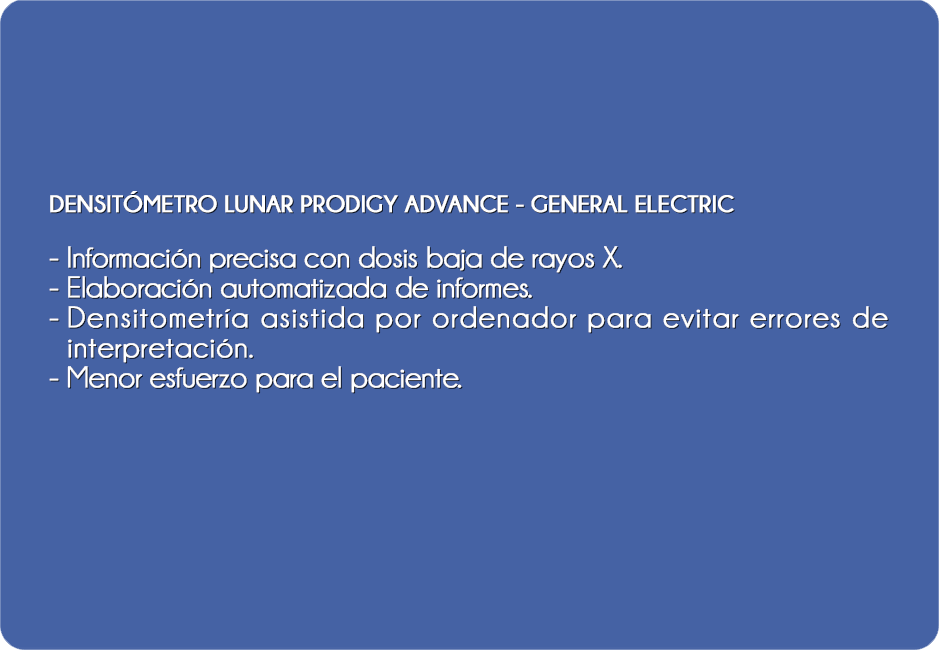 DENSITÓMETRO LUNAR PRODIGY ADVANCE - GENERAL ELECTRIC
- Información precisa con dosis baja de rayos X.
- Elaboración automatizada de informes.
- Densitometría asistida por ordenador para evitar errores de
interpretación.
- Menor esfuerzo para el paciente.